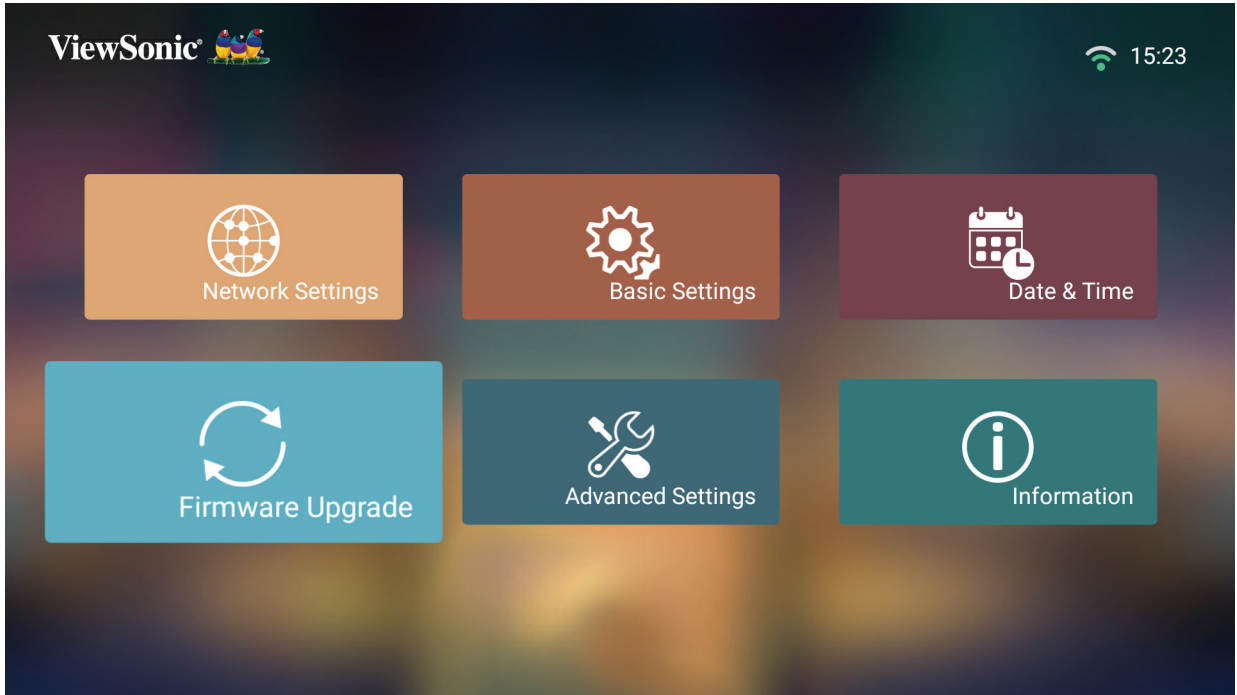 ViewSonic®
15:23
Network Settings
Basic Settings
Date & Time
Firmware Upgrade
Advanced Settings
Information